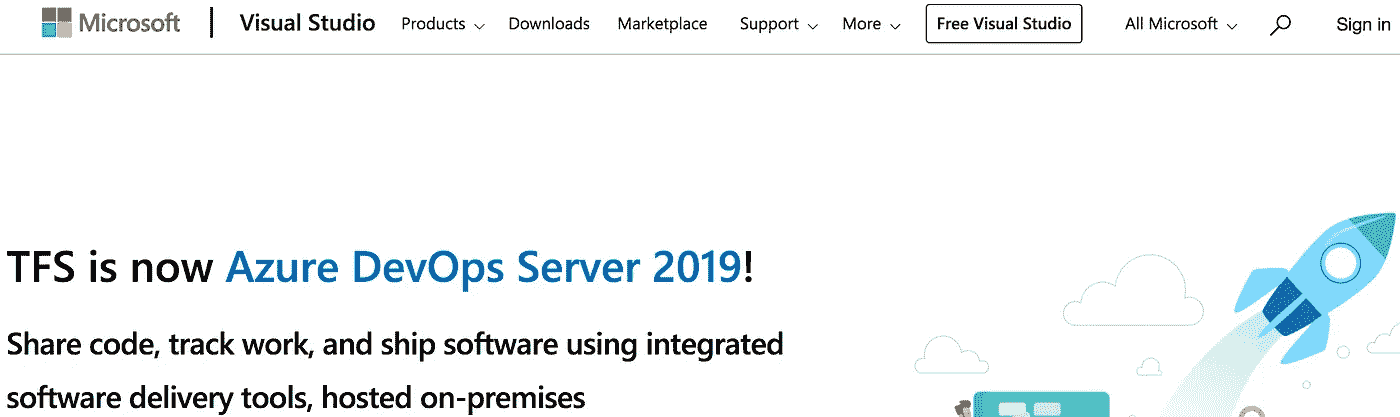 Microsoft Visual Studio Products Downloads Marketplace Support More Free Visual Studio All Microsoft Sign in
TFS is now Azure DevOps Server 2019!
Share code, track work, and ship software using integrated
software delivery tools, hosted on-premises